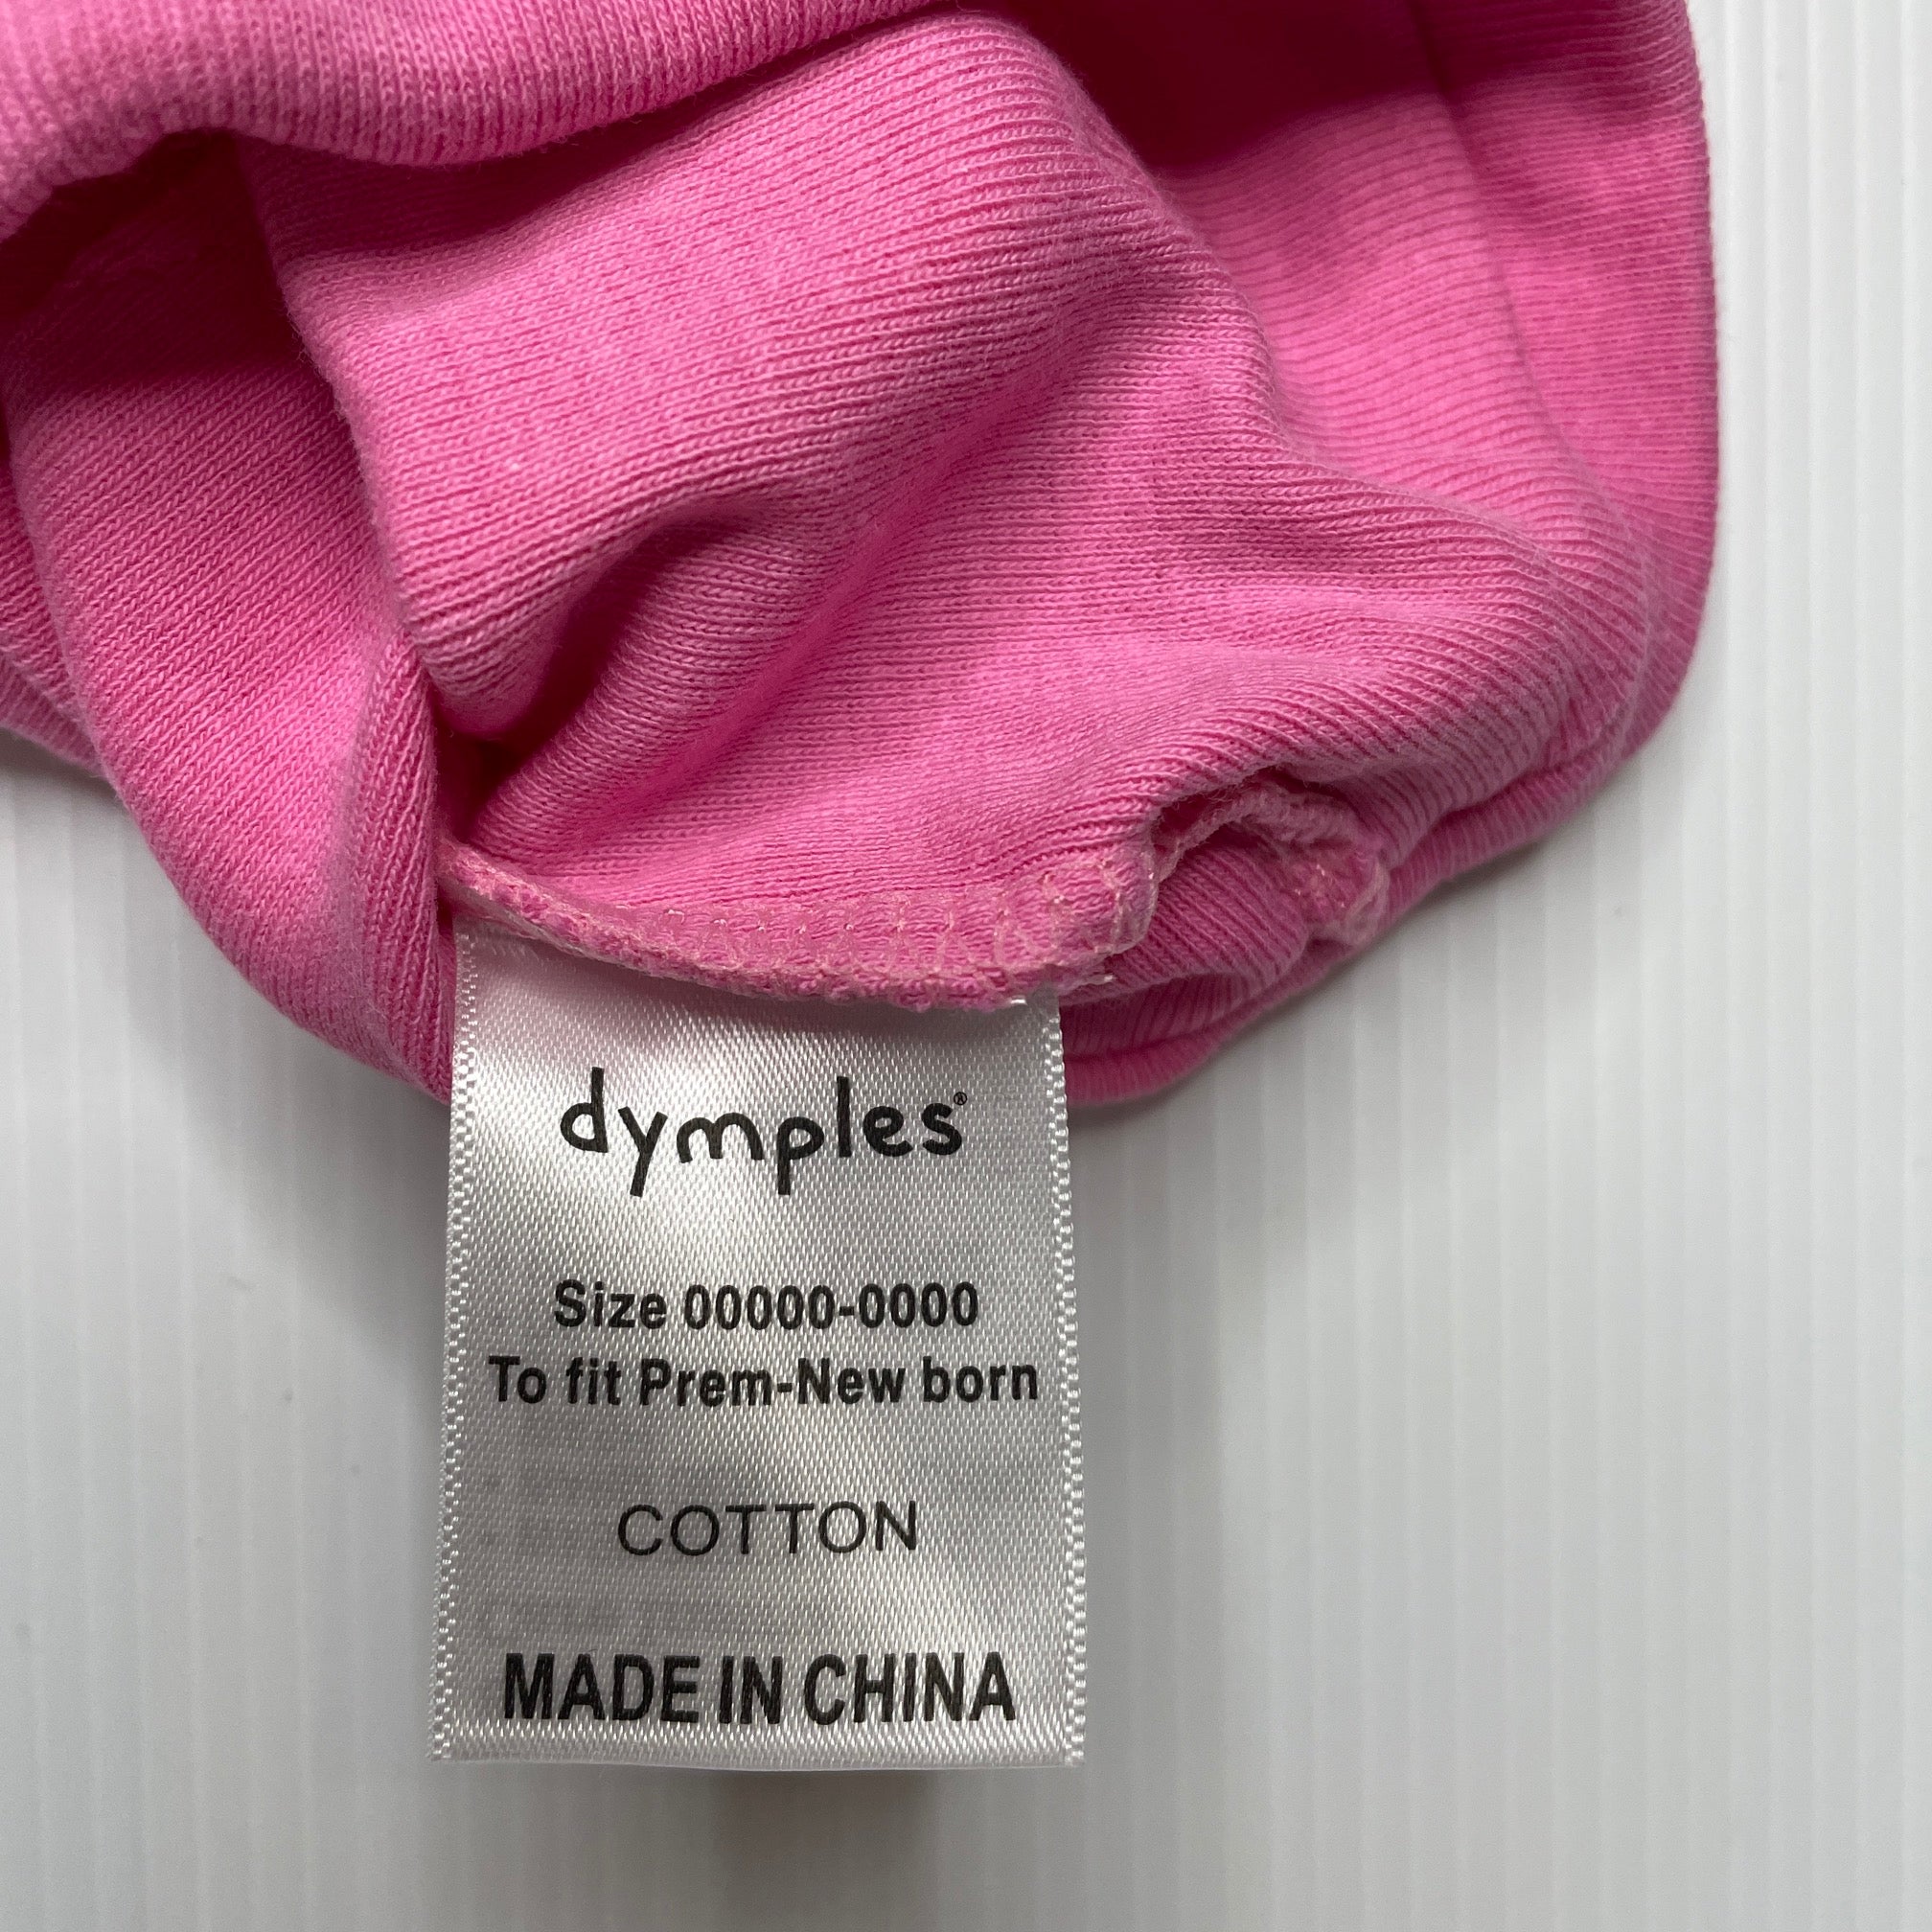 dymples®
Size 00000-0000
To fit Prem-New born
COTTON
MADE IN CHINA